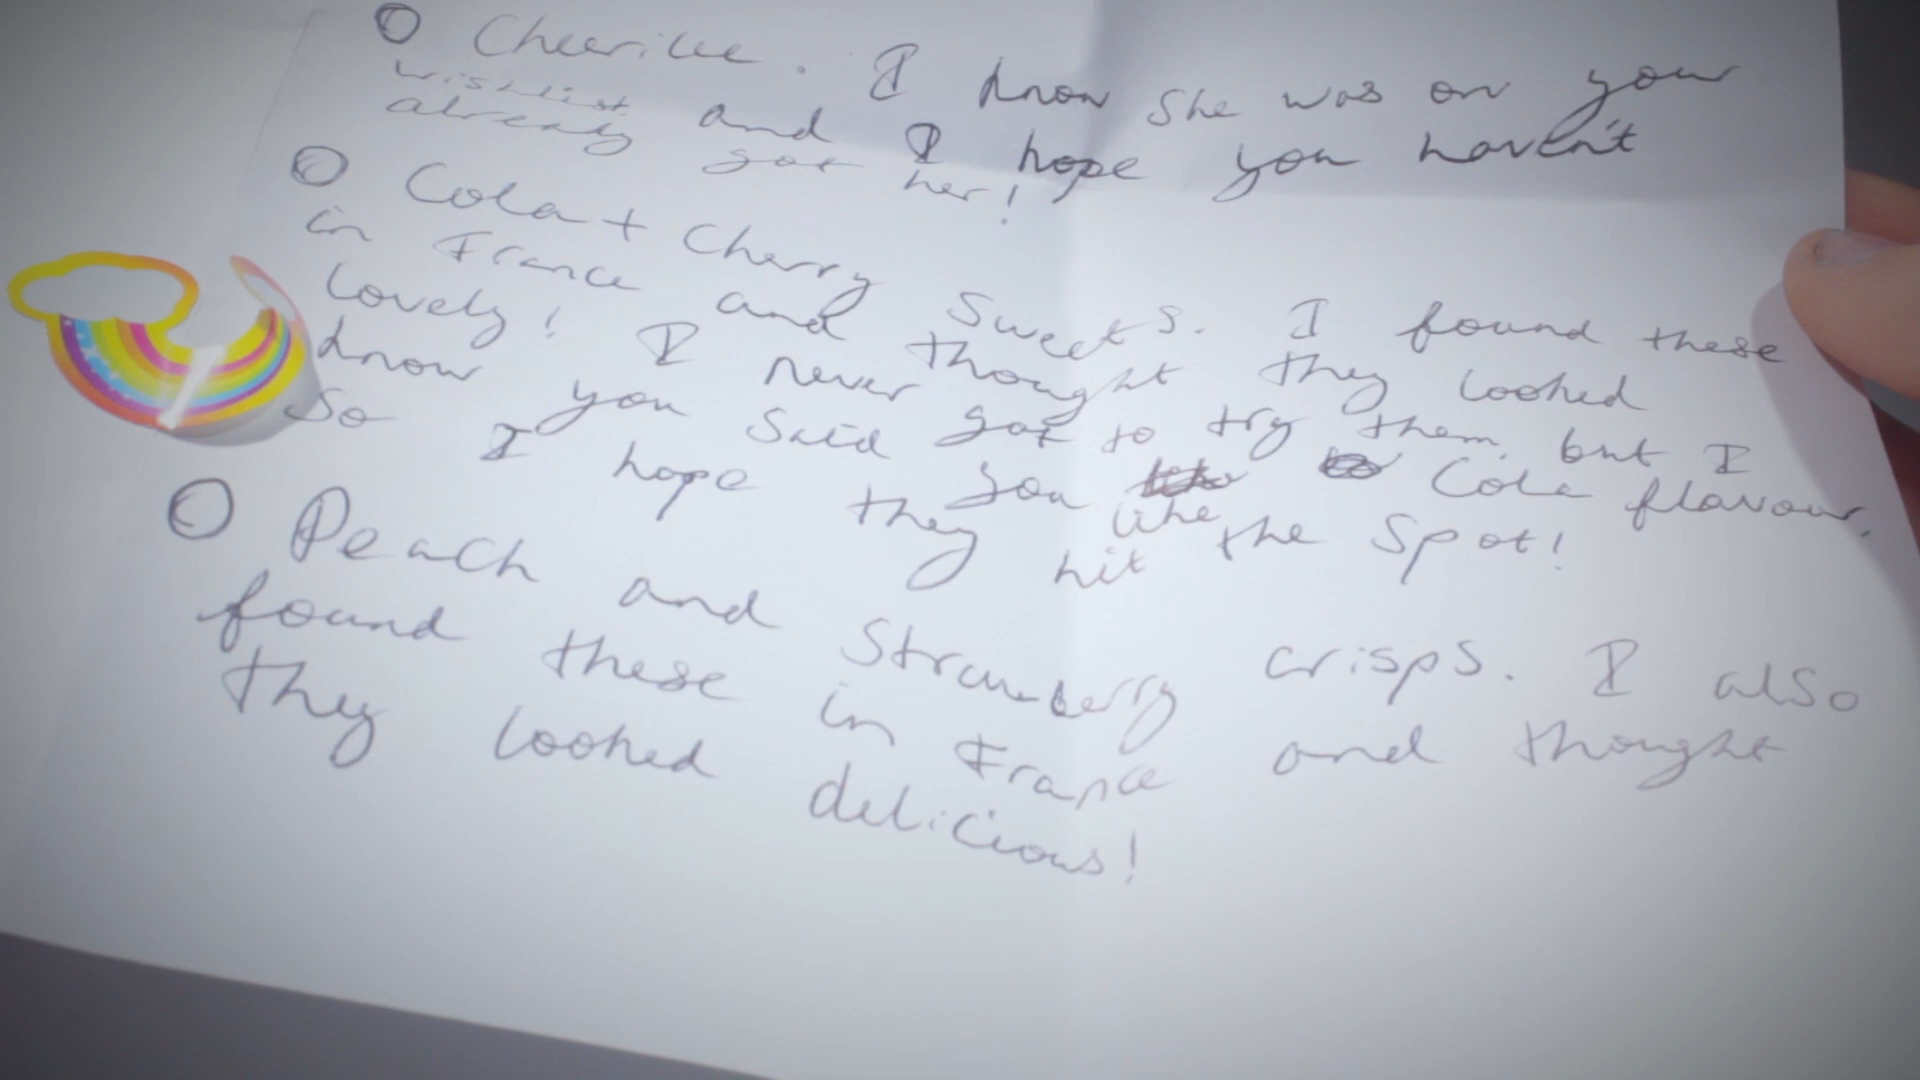 Cheerilee. I know she was on your
wishlist and I hope you haven't
already got her!
Cola + Cherry Sweets. I found these
in France and thought they looked
lovely! I never got to try them, but I
know you said you like Cola flavour,
so I hope they hit the spot!
Peach and Strawberry crisps. I also
found these in France and thought
they looked delicious!